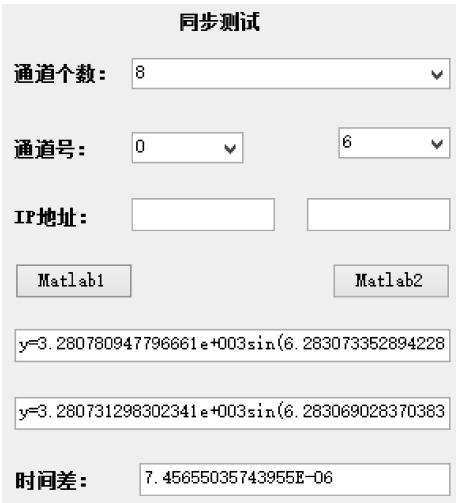 同步测试
通道个数： 8
通道号： 0 6
IP地址：
Matlab1 Matlab2
y=3.280780947796661e+003sin(6.283073352894228
y=3.280731298302341e+003sin(6.283069028370383
时间差： 7.45655035743955E-06